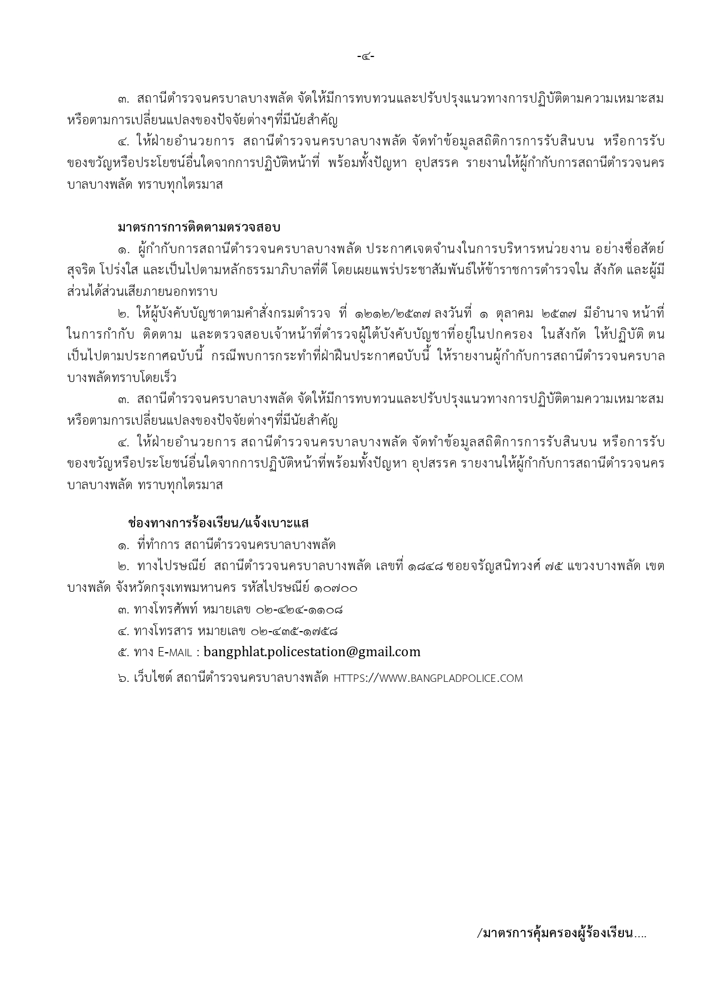 -๔-
๓. สถานีตำรวจนครบาลบางพลัด จัดให้มีการทบทวนและปรับปรุงแนวทางการปฏิบัติตามความเหมาะสม
หรือตามการเปลี่ยนแปลงของปัจจัยต่างๆที่มีนัยสำคัญ
๔. ให้ฝ่ายอำนวยการ สถานีตำรวจนครบาลบางพลัด จัดทำข้อมูลสถิติการการรับสินบน หรือการรับ
ของขวัญหรือประโยชน์อื่นใดจากการปฏิบัติหน้าที่ พร้อมทั้งปัญหา อุปสรรค รายงานให้ผู้กำกับการสถานีตำรวจนคร
บาลบางพลัด ทราบทุกไตรมาส
มาตรการการติดตามตรวจสอบ
๑. ผู้กำกับการสถานีตำรวจนครบาลบางพลัด ประกาศเจตจำนงในการบริหารหน่วยงาน อย่างซื่อสัตย์
สุจริต โปร่งใส และเป็นไปตามหลักธรรมาภิบาลที่ดี โดยเผยแพร่ประชาสัมพันธ์ให้ข้าราชการตำรวจใน สังกัด และผู้มี
ส่วนได้ส่วนเสียภายนอกทราบ
๒. ให้ผู้บังคับบัญชาตามคำสั่งกรมตำรวจ ที่ ๑๒๑๒/๒๕๓๗ ลงวันที่ ๑ ตุลาคม ๒๕๓๗ มีอำนาจ หน้าที่
ในการกำกับ ติดตาม และตรวจสอบเจ้าหน้าที่ตำรวจผู้ใต้บังคับบัญชาที่อยู่ในปกครอง ในสังกัด ให้ปฏิบัติ ตน
เป็นไปตามประกาศฉบับนี้ กรณีพบการกระทำที่ฝ่าฝืนประกาศฉบับนี้ ให้รายงานผู้กำกับการสถานีตำรวจนครบาล
บางพลัดทราบโดยเร็ว
๓. สถานีตำรวจนครบาลบางพลัด จัดให้มีการทบทวนและปรับปรุงแนวทางการปฏิบัติตามความเหมาะสม
หรือตามการเปลี่ยนแปลงของปัจจัยต่างๆที่มีนัยสำคัญ
๔. ให้ฝ่ายอำนวยการ สถานีตำรวจนครบาลบางพลัด จัดทำข้อมูลสถิติการการรับสินบน หรือการรับ
ของขวัญหรือประโยชน์อื่นใดจากการปฏิบัติหน้าที่พร้อมทั้งปัญหา อุปสรรค รายงานให้ผู้กำกับการสถานีตำรวจนคร
บาลบางพลัด ทราบทุกไตรมาส
ช่องทางการร้องเรียน/แจ้งเบาะแส
๑. ที่ทำการ สถานีตำรวจนครบาลบางพลัด
๒. ทางไปรษณีย์ สถานีตำรวจนครบาลบางพลัด เลขที่ ๑๘๔๘ ซอยจรัญสนิทวงศ์ ๗๕ แขวงบางพลัด เขต
บางพลัด จังหวัดกรุงเทพมหานคร รหัสไปรษณีย์ ๑๐๗๐๐
๓. ทางโทรศัพท์ หมายเลข ๐๒-๔๒๔-๑๑๐๘
๔. ทางโทรสาร หมายเลข ๐๒-๔๓๕-๑๗๕๘
๕. ทาง E-MAIL : bangphlat.policestation@gmail.com
๖. เว็บไซต์ สถานีตำรวจนครบาลบางพลัด HTTPS://WWW.BANGPLADPOLICE.COM
/มาตรการคุ้มครองผู้ร้องเรียน....